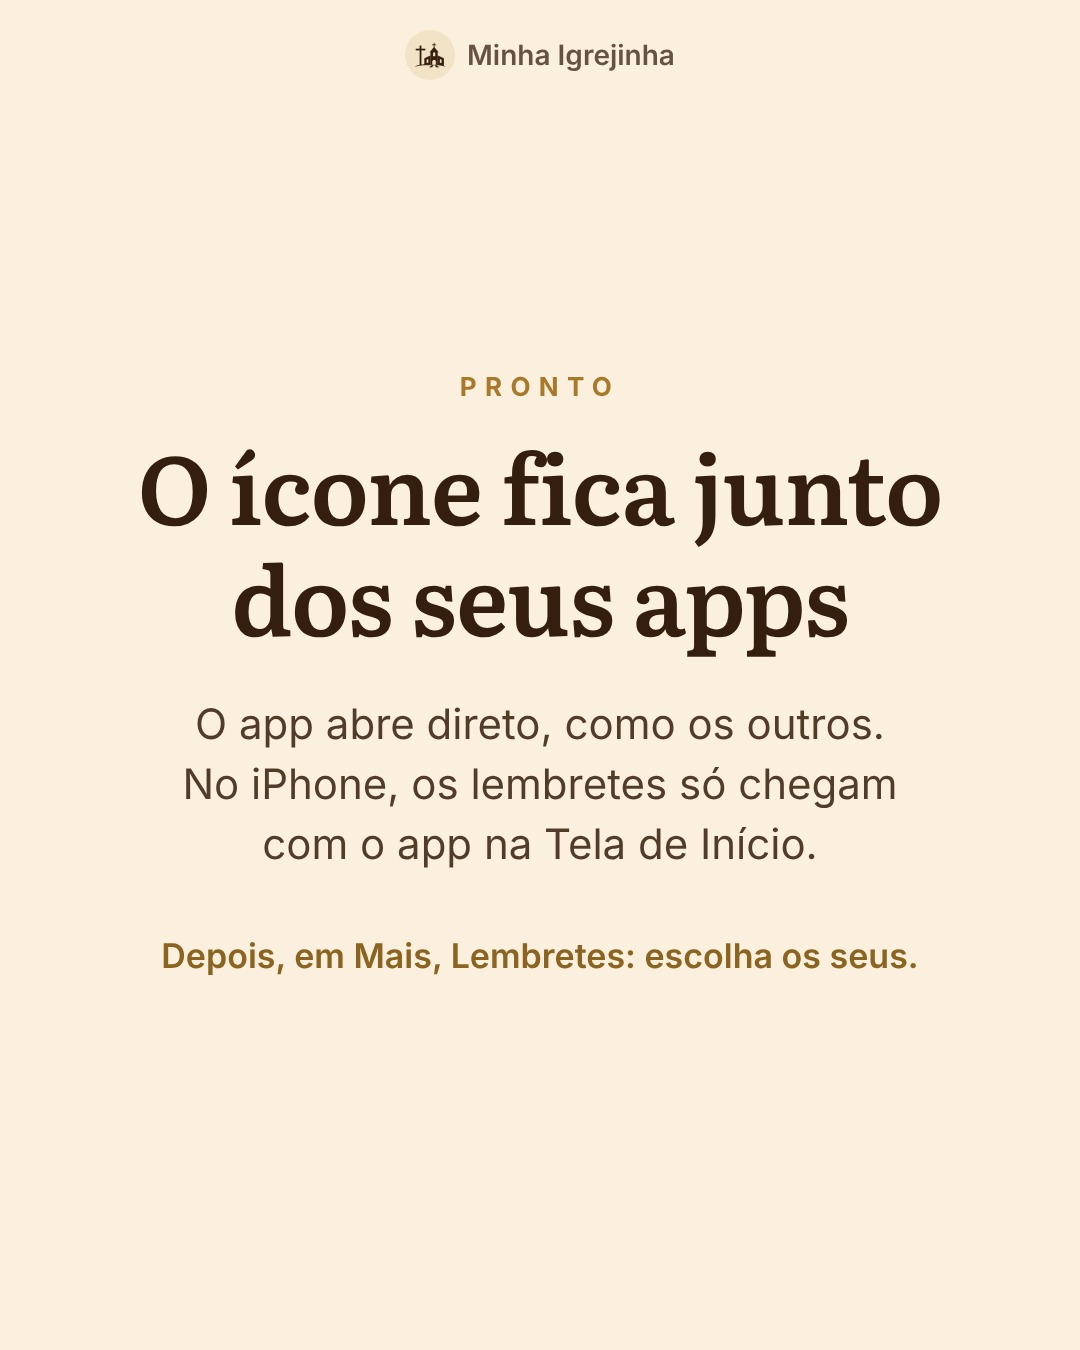 Minha Igrejinha
PRONTO
O ícone fica junto
dos seus apps
O app abre direto, como os outros.
No iPhone, os lembretes só chegam
com o app na Tela de Início.
Depois, em Mais, Lembretes: escolha os seus.